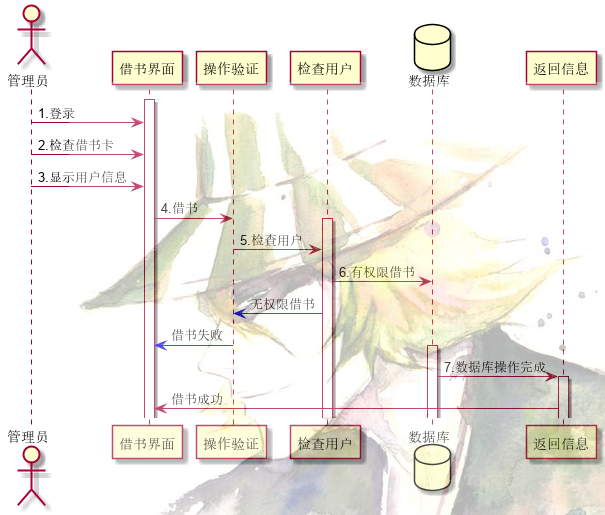 管理员
借书界面
操作验证
检查用户
数据库
返回信息
1.登录
2.检查借书卡
3.显示用户信息
4.借书
5.检查用户
6.有权限借书
无权限借书
借书失败
7.数据库操作完成
借书成功
管理员
借书界面
操作验证
检查用户
数据库
返回信息